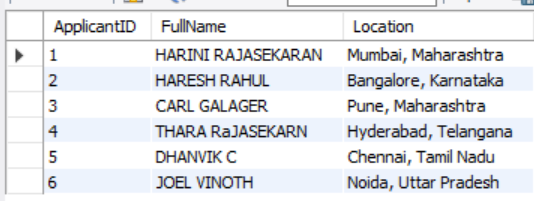 ApplicantID FullName Location
1 HARINI RAJASEKARAN Mumbai, Maharashtra
2 HARESH RAHUL Bangalore, Karnataka
3 CARL GALAGER Pune, Maharashtra
4 THARA RaJASEKARN Hyderabad, Telangana
5 DHANVIK C Chennai, Tamil Nadu
6 JOEL VINOTH Noida, Uttar Pradesh